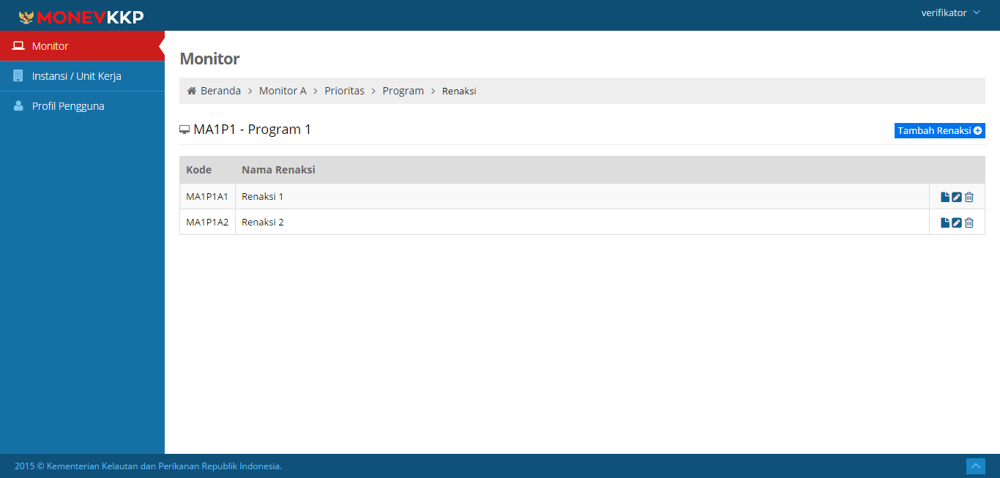 MONEVKKP
verifikator
Monitor
Instansi / Unit Kerja
Profil Pengguna
Monitor
Beranda > Monitor A > Prioritas > Program > Renaksi
MA1P1 - Program 1
Tambah Renaksi
Kode Nama Renaksi
MA1P1A1 Renaksi 1
MA1P1A2 Renaksi 2
2015 © Kementerian Kelautan dan Perikanan Republik Indonesia.